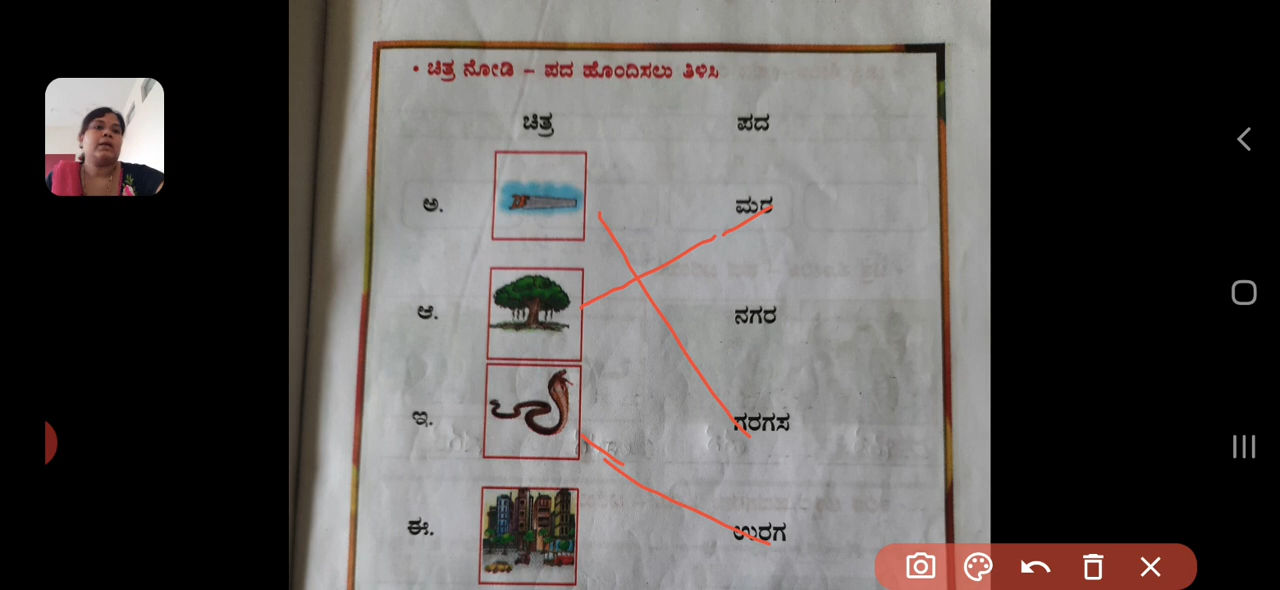 • ಚಿತ್ರ ನೋಡಿ – ಪದ ಹೊಂದಿಸಲು ತಿಳಿಸಿ
ಚಿತ್ರ ಪದ
ಅ. ಮರ
ಆ. ನಗರ
ಇ. ಗರಗಸ
ಈ. ಉರಗ